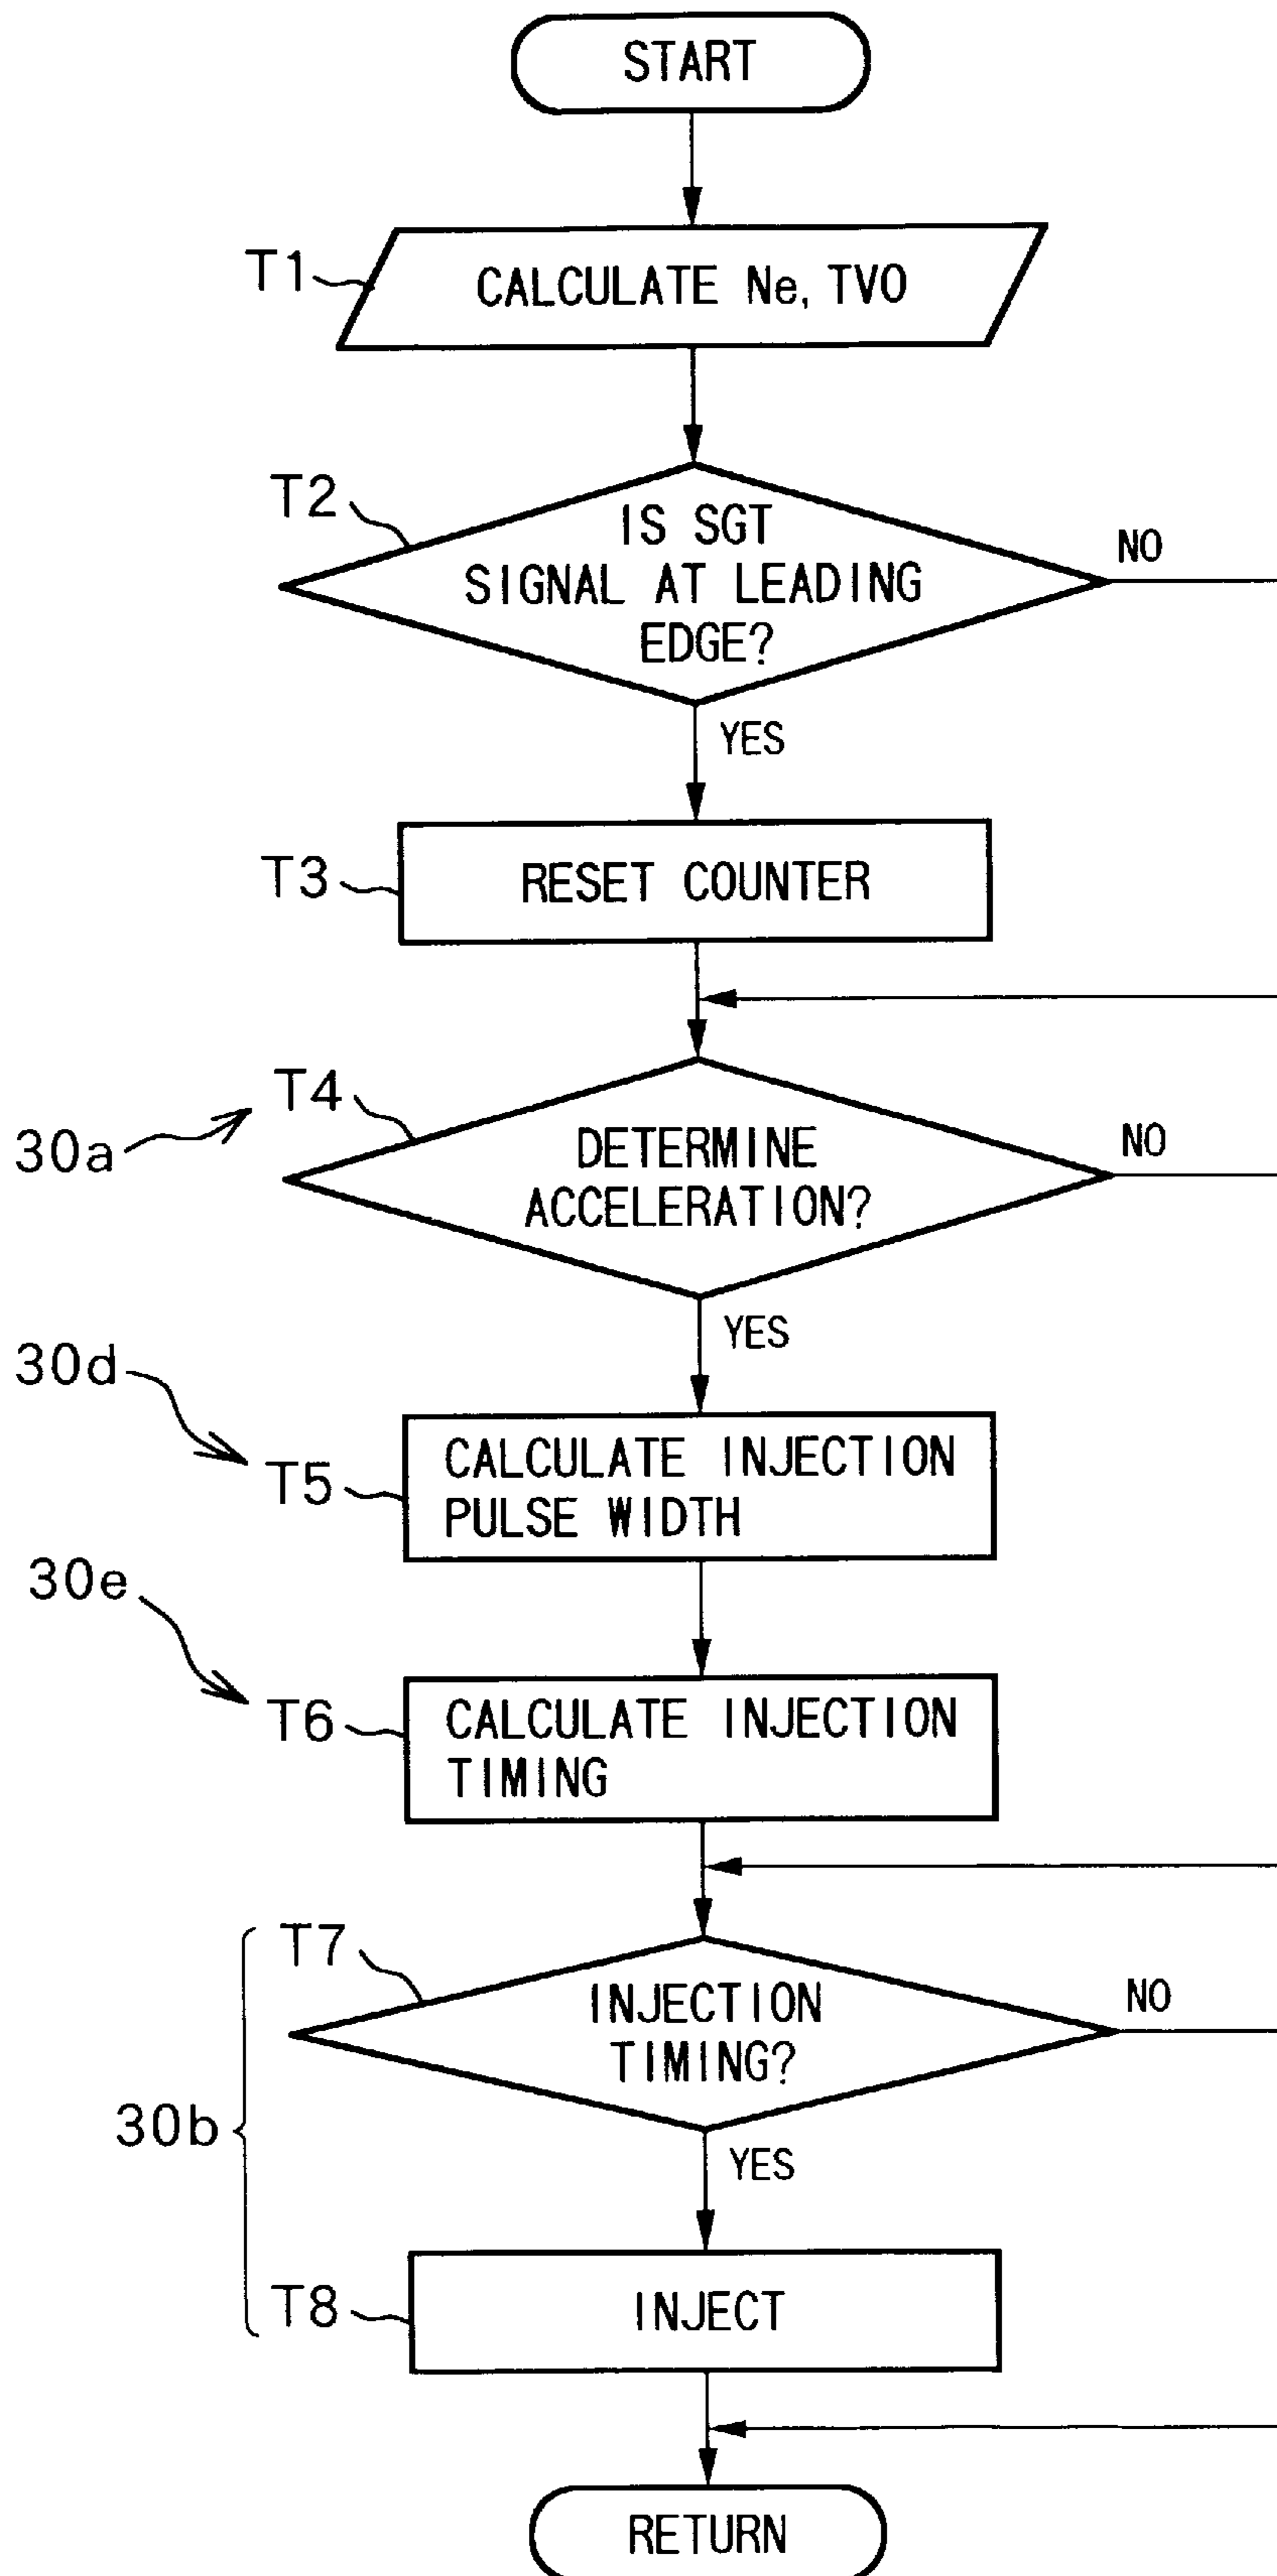 START
T1
CALCULATE Ne, TVO
T2
IS SGT
SIGNAL AT LEADING
EDGE?
NO
YES
T3
RESET COUNTER
30a
T4
DETERMINE
ACCELERATION?
NO
YES
30d
T5
CALCULATE INJECTION
PULSE WIDTH
30e
T6
CALCULATE INJECTION
TIMING
30b
T7
INJECTION
TIMING?
NO
YES
T8
INJECT
RETURN